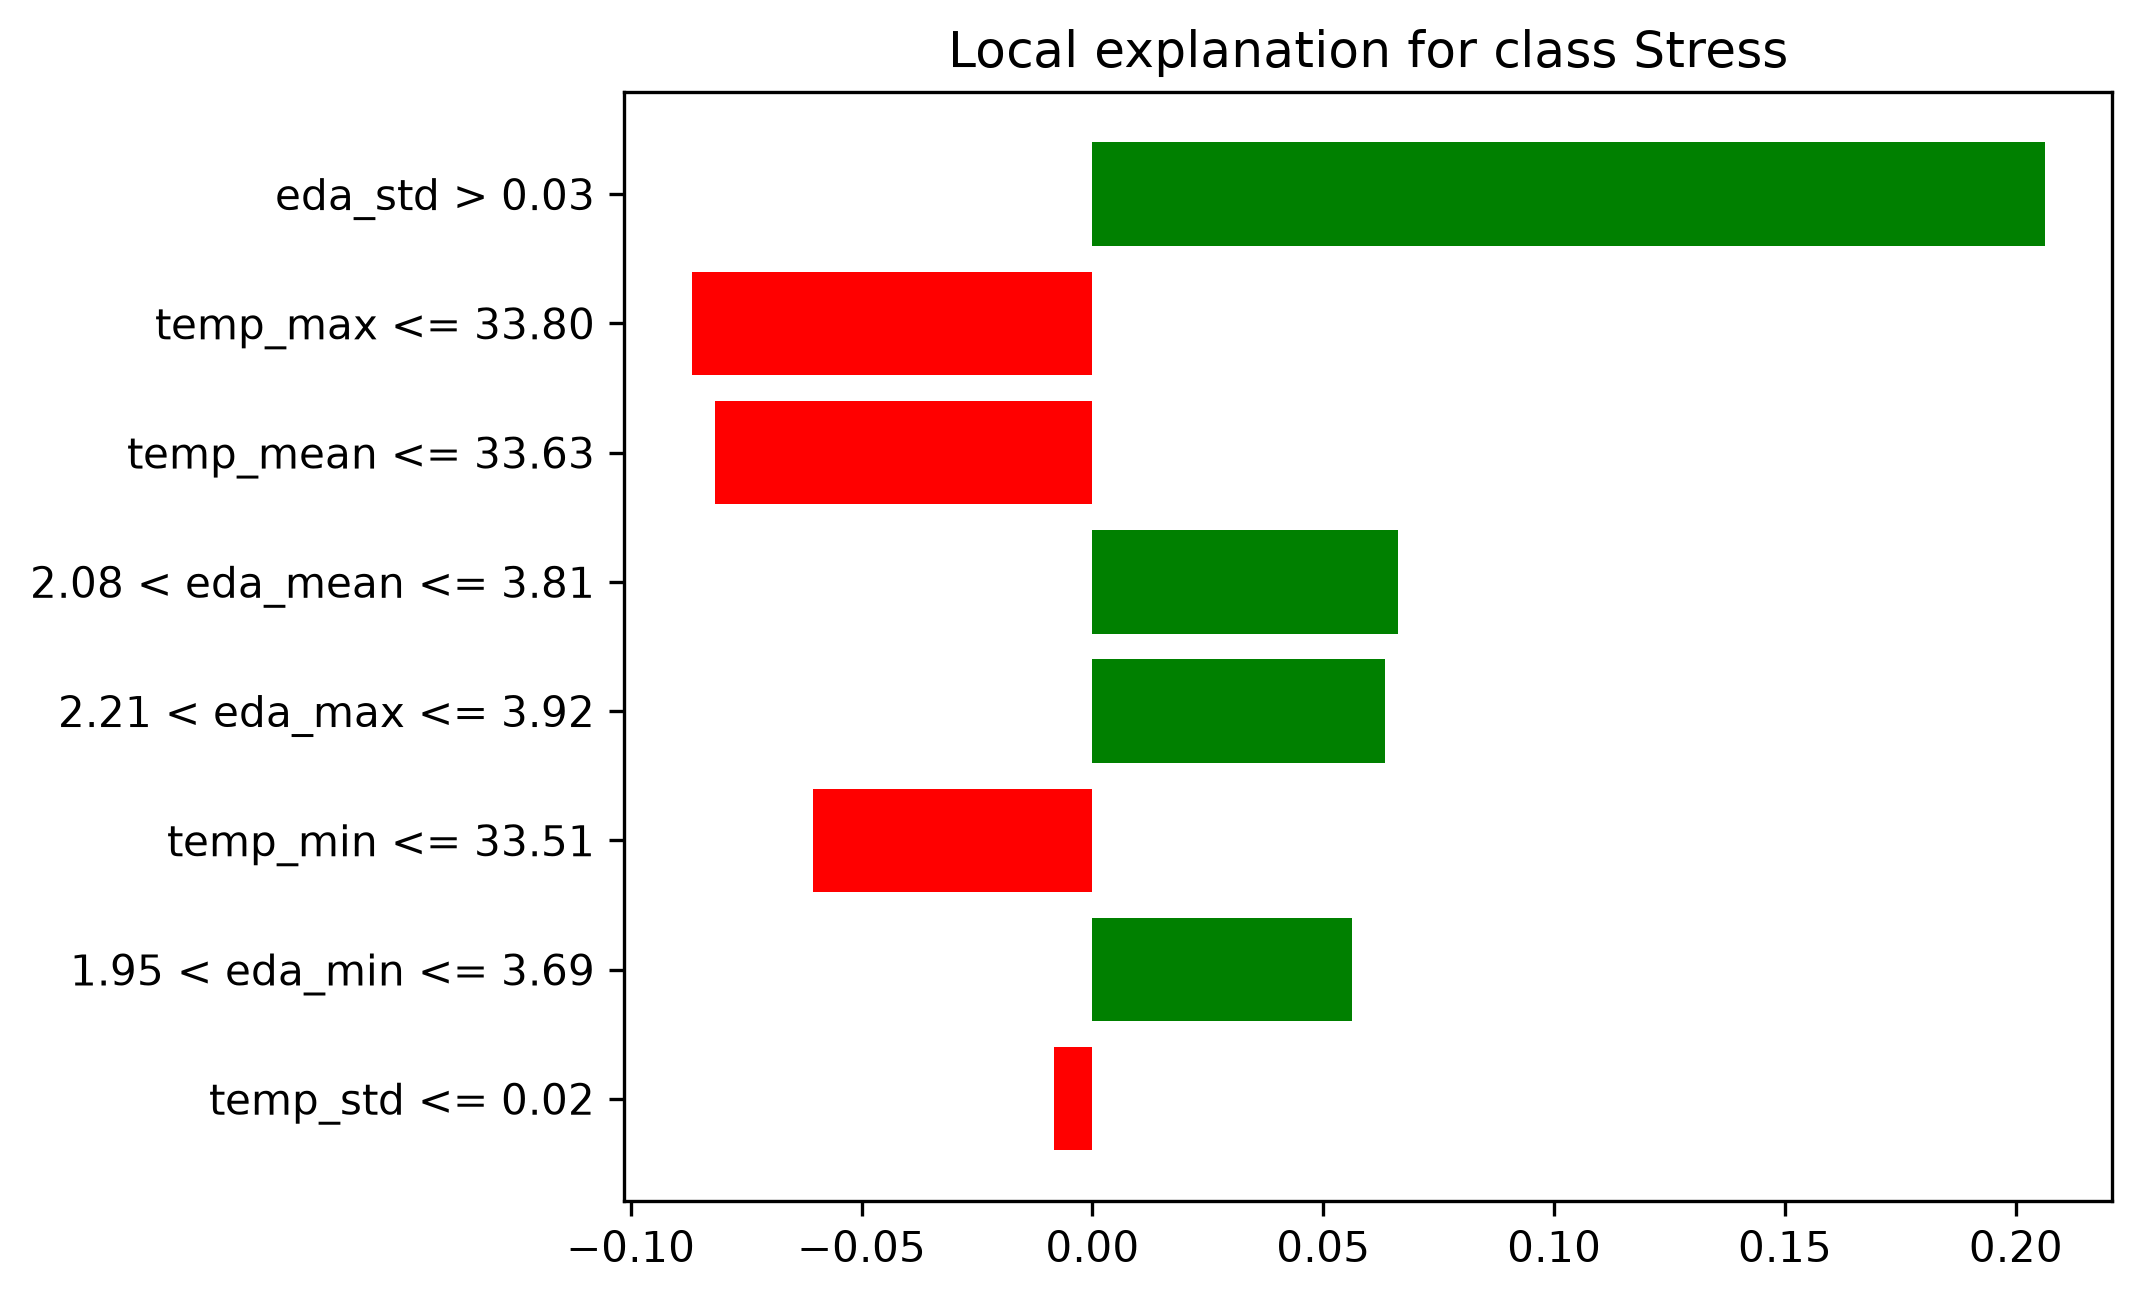 Local explanation for class Stress
eda_std > 0.03
temp_max <= 33.80
temp_mean <= 33.63
2.08 < eda_mean <= 3.81
2.21 < eda_max <= 3.92
temp_min <= 33.51
1.95 < eda_min <= 3.69
temp_std <= 0.02
−0.10 −0.05 0.00 0.05 0.10 0.15 0.20